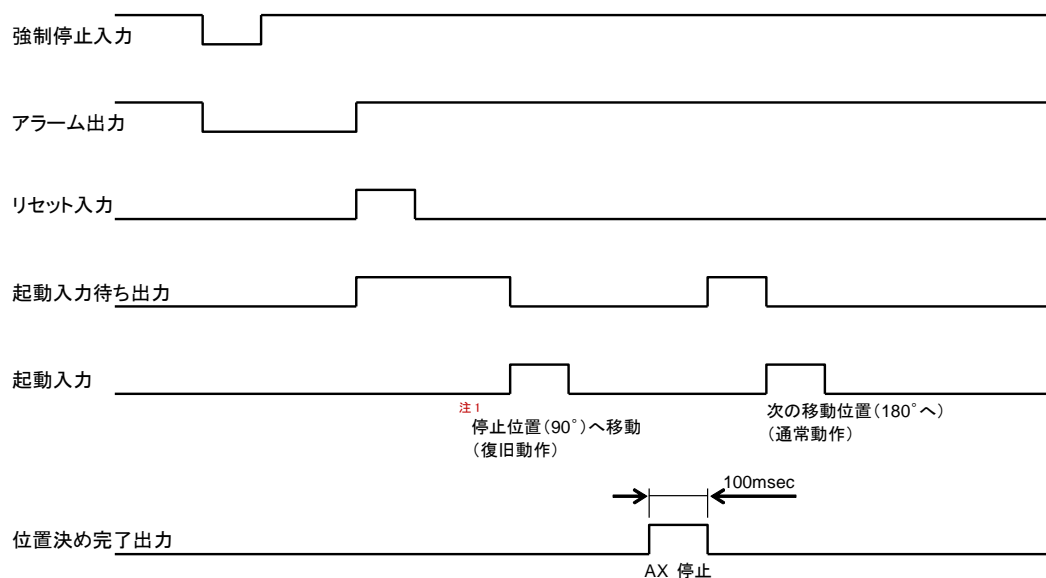 強制停止入力
アラーム出力
リセット入力
起動入力待ち出力
起動入力
注1
停止位置(90°)へ移動
(復旧動作)
次の移動位置(180°へ)
(通常動作)
100msec
位置決め完了出力
AX 停止